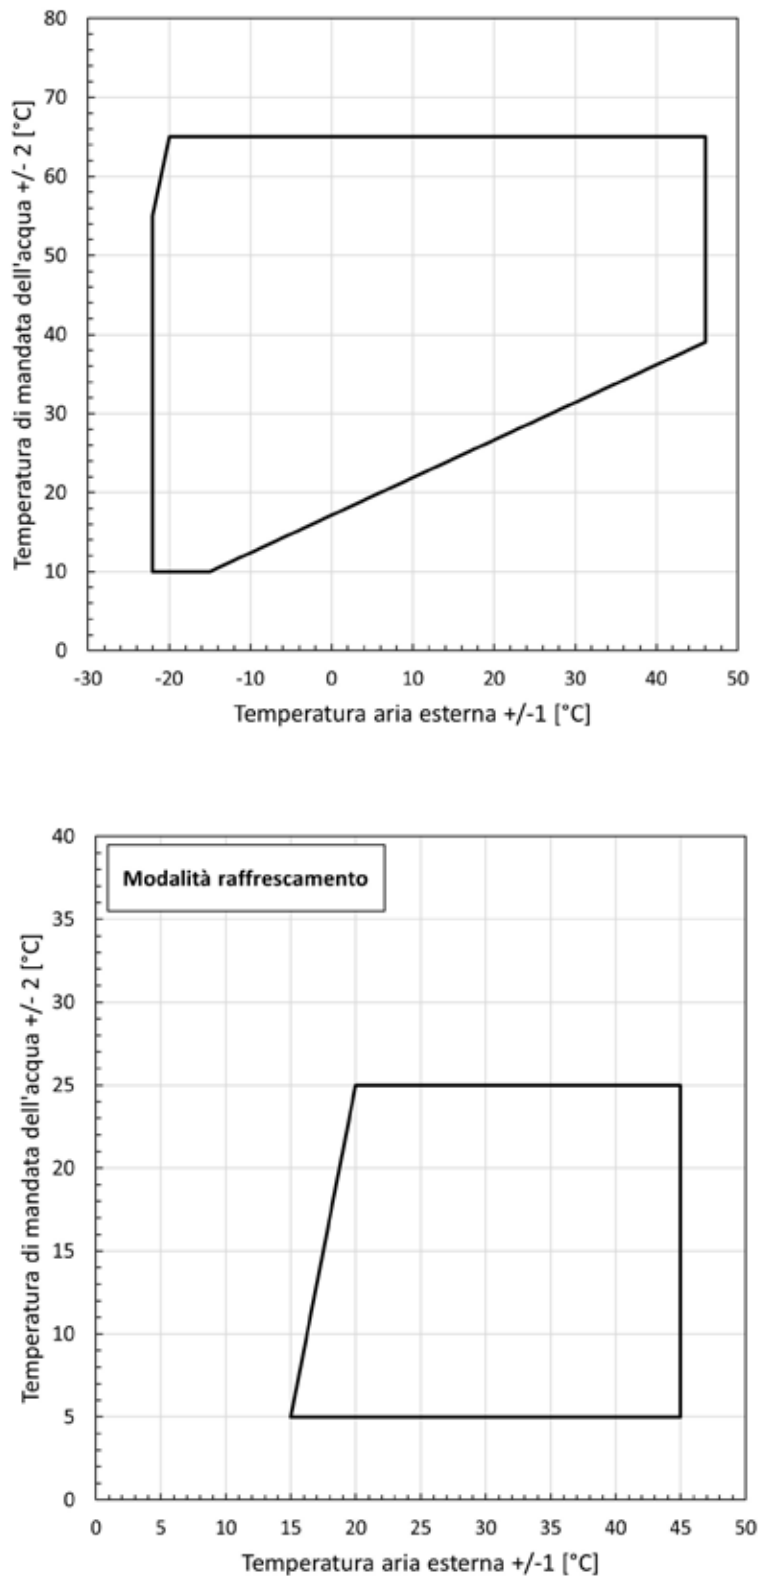 80
70
60
50
40
30
20
10
0
Temperatura di mandata dell'acqua +/- 2 [°C]
-30 -20 -10 0 10 20 30 40 50
Temperatura aria esterna +/-1 [°C]
40
35
30
25
20
15
10
5
0
Modalità raffrescamento
Temperatura di mandata dell'acqua +/- 2 [°C]
0 5 10 15 20 25 30 35 40 45 50
Temperatura aria esterna +/-1 [°C]